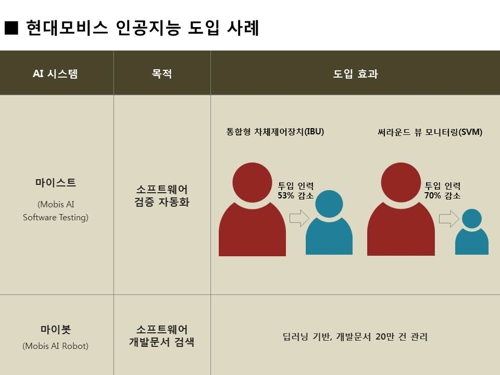 ■ 현대모비스 인공지능 도입 사례
AI 시스템
목적
도입 효과
마이스트
(Mobis AI
Software Testing)
소프트웨어
검증 자동화
통합형 차체제어장치(IBU)
투입 인력
53% 감소
써라운드 뷰 모니터링(SVM)
투입 인력
70% 감소
마이봇
(Mobis AI Robot)
소프트웨어
개발문서 검색
딥러닝 기반, 개발문서 20만 건 관리